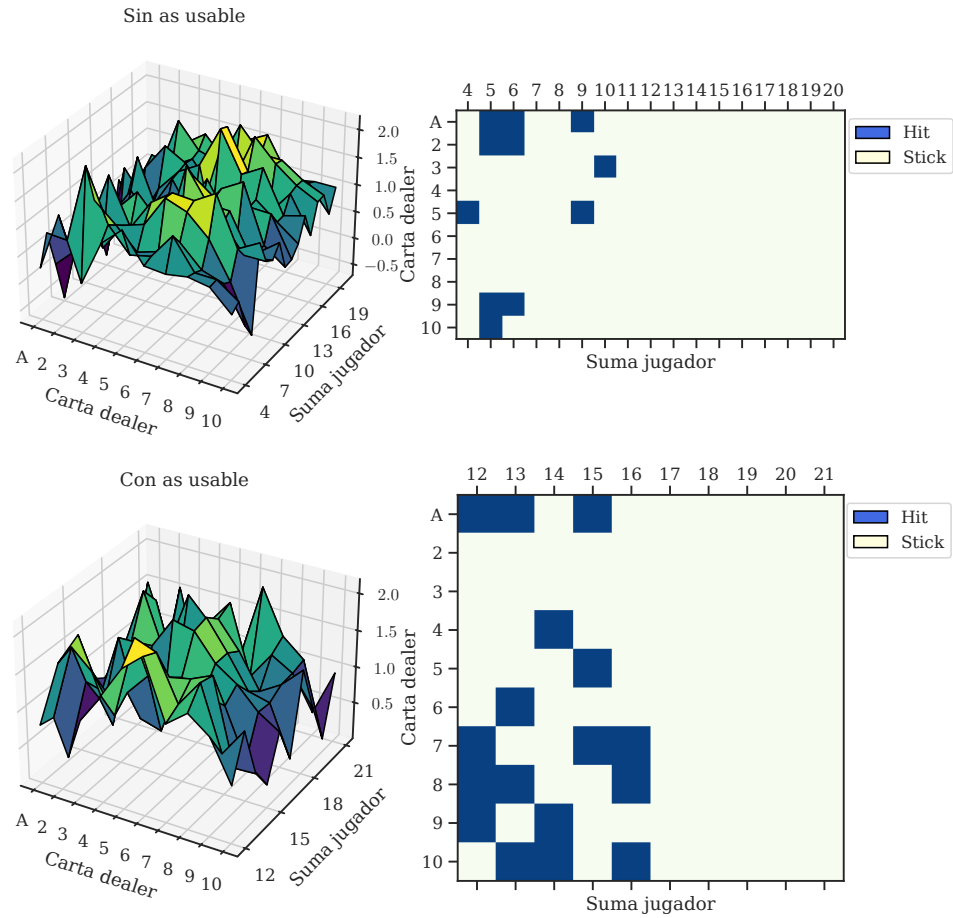 Sin as usable
2.0
1.5
1.0
0.5
0.0
−0.5
A 2 3 4 5 6 7 8 9 10
Carta dealer
4 7 10 13 16 19
Suma jugador
4 5 6 7 8 9 10 11 12 13 14 15 16 17 18 19 20
A
2
3
4
5
6
7
8
9
10
Carta dealer
Suma jugador
Hit
Stick
Con as usable
2.0
1.5
1.0
0.5
A 2 3 4 5 6 7 8 9 10
Carta dealer
12 15 18 21
Suma jugador
12 13 14 15 16 17 18 19 20 21
A
2
3
4
5
6
7
8
9
10
Carta dealer
Suma jugador
Hit
Stick